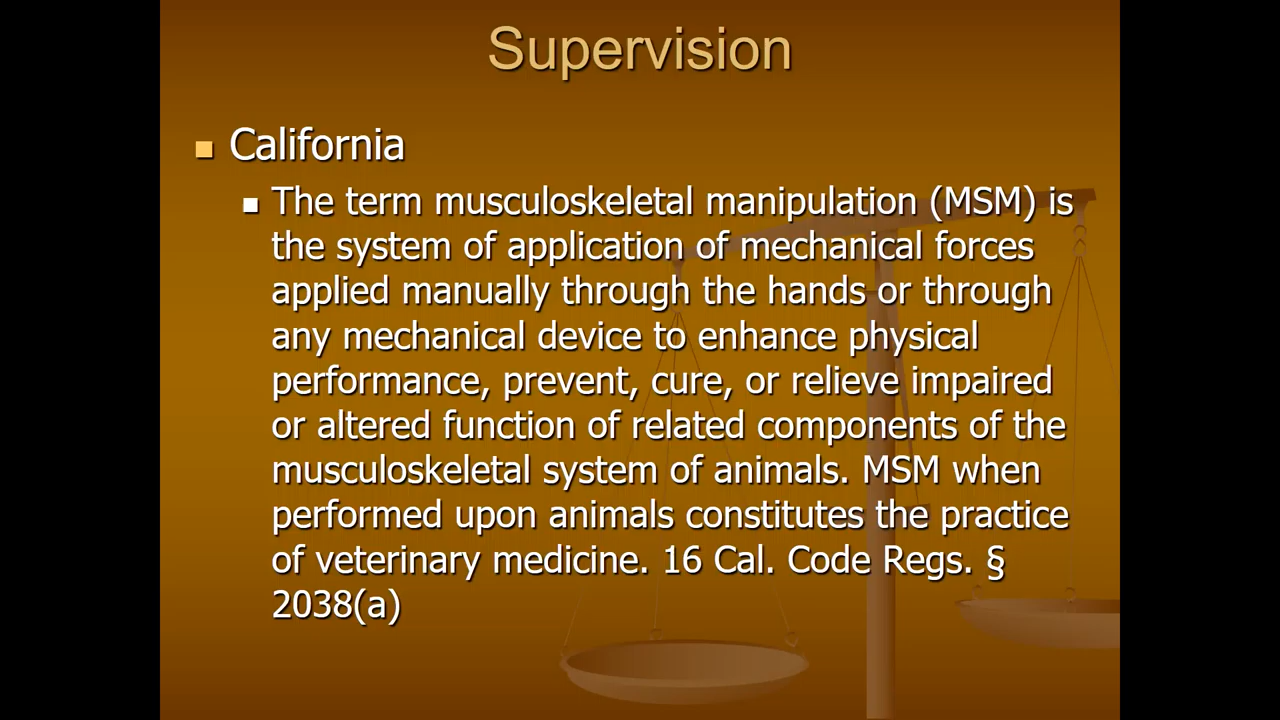 Supervision
California
The term musculoskeletal manipulation (MSM) is
the system of application of mechanical forces
applied manually through the hands or through
any mechanical device to enhance physical
performance, prevent, cure, or relieve impaired
or altered function of related components of the
musculoskeletal system of animals. MSM when
performed upon animals constitutes the practice
of veterinary medicine. 16 Cal. Code Regs. §
2038(a)